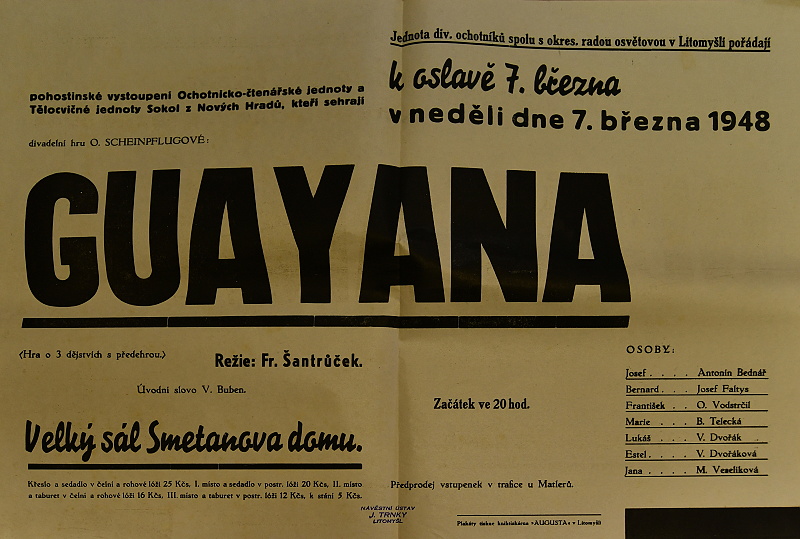 Jednota div. ochotníků spolu s okres. radou osvětovou v Litomyšli pořádají
k oslavě 7. března
v neděli dne 7. března 1948
pohostinské vystoupení Ochotnicko-čtenářské jednoty a
Tělocvičné jednoty Sokol z Nových Hradů, kteří sehrají
divadelní hru O. SCHEINPFLUGOVÉ:
GUAYANA
(Hra o 3 dějstvích s předehrou.)
Režie: Fr. Šantrůček.
Úvodní slovo V. Buben.
Velký sál Smetanova domu.
Křeslo a sedadlo v čelní a rohové lóži 25 Kčs, I. místo a sedadlo v postr. lóži 20 Kčs, II. místo
a taburet v čelní a rohové lóži 16 Kčs, III. místo a taburet v postr. lóži 12 Kčs, k stání 5 Kčs.
Začátek ve 20 hod.
Předprodej vstupenek v trafice u Matlerů.
OSOBY:
Josef . . . . Antonín Bednář
Bernard . . . Josef Faltys
František . . . O. Vodstrčil
Marie . . . . B. Telecká
Lukáš . . . . V. Dvořák
Estel . . . . V. Dvořáková
Jana . . . . M. Veselíková
NÁVĚSTNÍ ÚSTAV
J. TRNKY
LITOMYŠL
Plakáty tiskne knihtiskárna »AUGUSTA« v Litomyšli